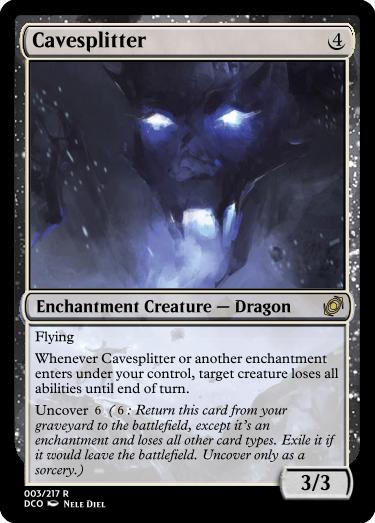 Cavesplitter 4
Enchantment Creature — Dragon
Flying
Whenever Cavesplitter or another enchantment
enters under your control, target creature loses all
abilities until end of turn.
Uncover 6 (6: Return this card from your
graveyard to the battlefield, except it's an
enchantment and loses all other card types. Exile it if
it would leave the battlefield. Uncover only as a
sorcery.)
3/3
003/217 R
DCO Nele Diel